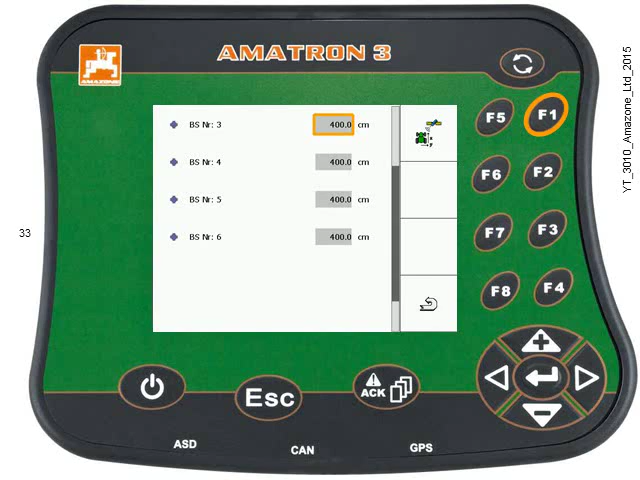 AMATRON 3
AMAZONE
BS Nr: 3 400.0 cm
BS Nr: 4 400.0 cm
BS Nr: 5 400.0 cm
BS Nr: 6 400.0 cm
F5 F1
F6 F2
F7 F3
F8 F4
Esc
ACK
ASD
CAN
GPS
33
YT_3010_Amazone_Ltd_2015